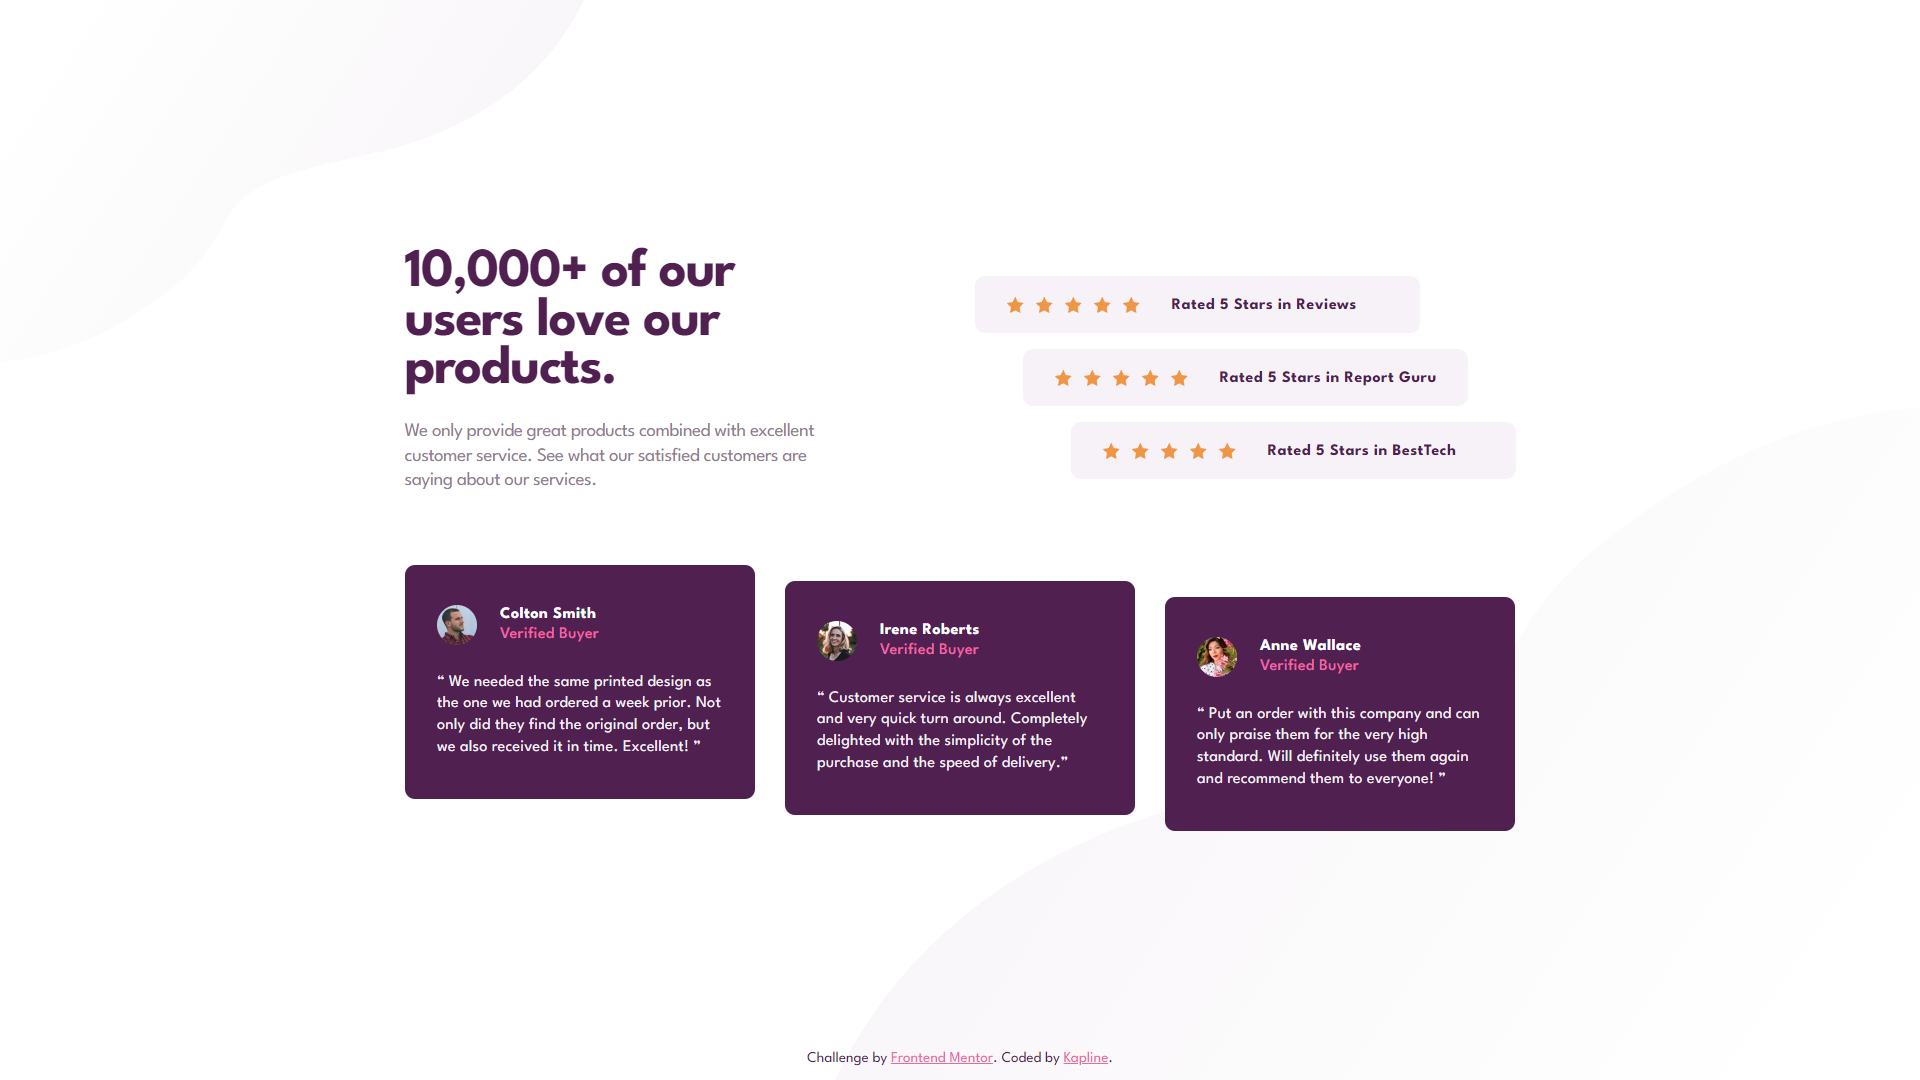 10,000+ of our
users love our
products.
We only provide great products combined with excellent
customer service. See what our satisfied customers are
saying about our services.
Rated 5 Stars in Reviews
Rated 5 Stars in Report Guru
Rated 5 Stars in BestTech
Colton Smith
Verified Buyer
“ We needed the same printed design as
the one we had ordered a week prior. Not
only did they find the original order, but
we also received it in time. Excellent! ”
Irene Roberts
Verified Buyer
“ Customer service is always excellent
and very quick turn around. Completely
delighted with the simplicity of the
purchase and the speed of delivery.”
Anne Wallace
Verified Buyer
“ Put an order with this company and can
only praise them for the very high
standard. Will definitely use them again
and recommend them to everyone! ”
Challenge by Frontend Mentor. Coded by Kapline.